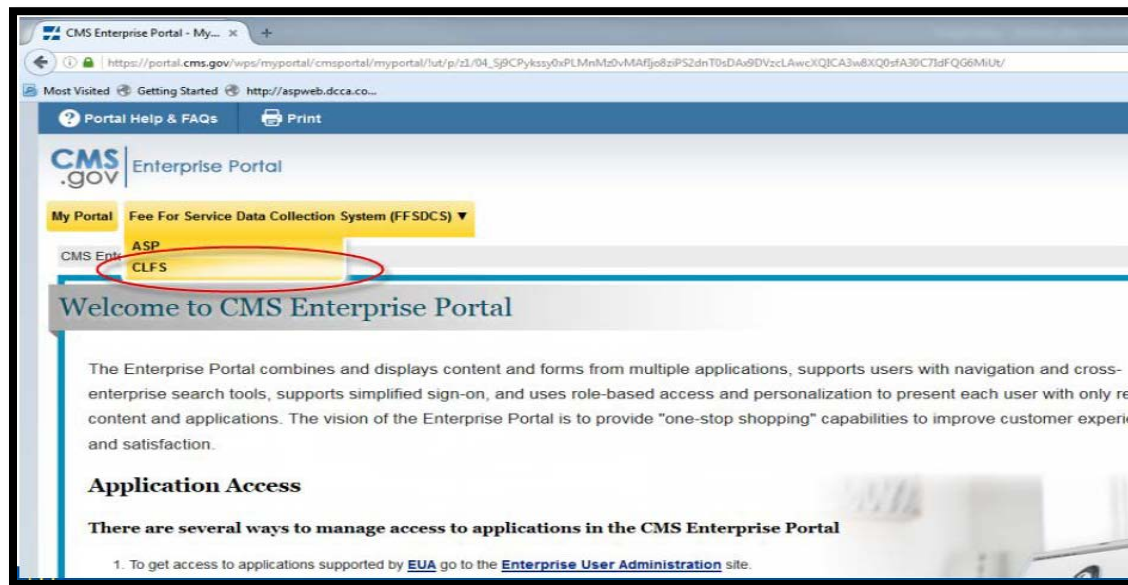 CMS Enterprise Portal - My... × +
https://portal.cms.gov/wps/myportal/cmsportal/myportal/!ut/p/z1/
Most Visited Getting Started http://aspweb.dcca.co...
? Portal Help & FAQs Print
CMS
.gov
Enterprise Portal
My Portal Fee For Service Data Collection System (FFSDCS) ▼
ASP
CMS Ente
CLFS
Welcome to CMS Enterprise Portal
The Enterprise Portal combines and displays content and forms from multiple applications, supports users with navigation and cross-
enterprise search tools, supports simplified sign-on, and uses role-based access and personalization to present each user with only re
content and applications. The vision of the Enterprise Portal is to provide "one-stop shopping" capabilities to improve customer experi
and satisfaction.
Application Access
There are several ways to manage access to applications in the CMS Enterprise Portal
1. To get access to applications supported by EUA go to the Enterprise User Administration site.